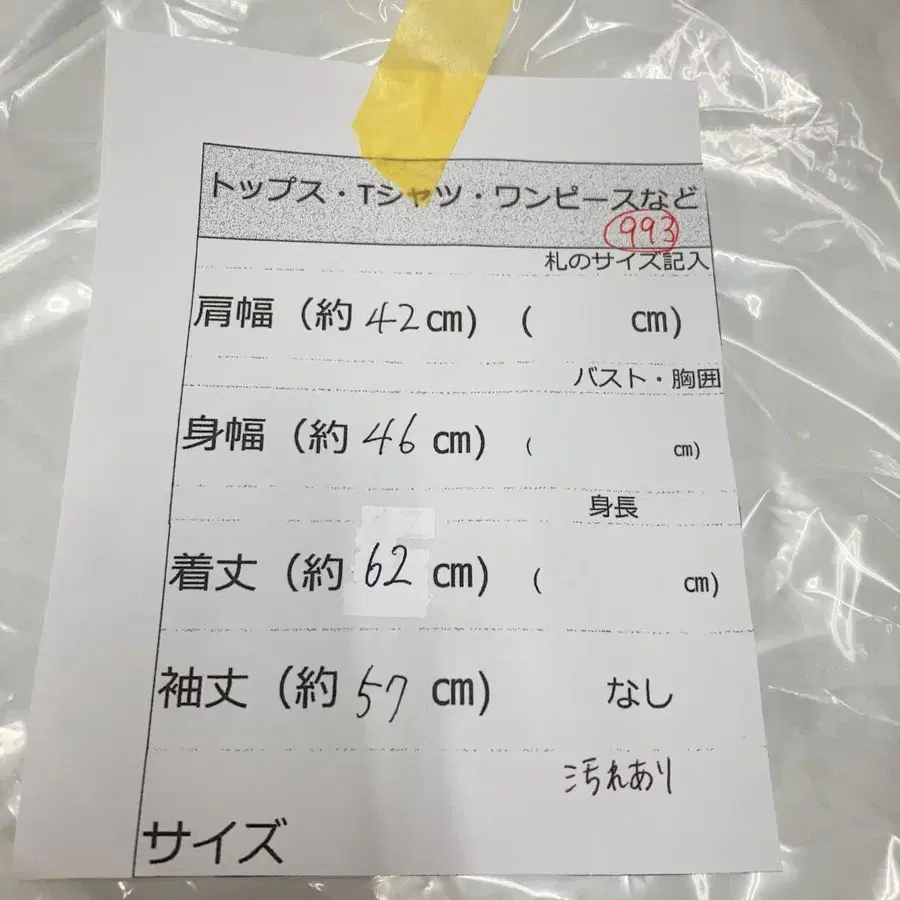 トップス・Tシャツ・ワンピースなど
993
札のサイズ記入
肩幅（約 42 cm）（ cm）
バスト・胸囲
身幅（約 46 cm）（ cm）
身長
着丈（約 62 cm）（ cm）
袖丈（約 57 cm） なし
汚れあり
サイズ